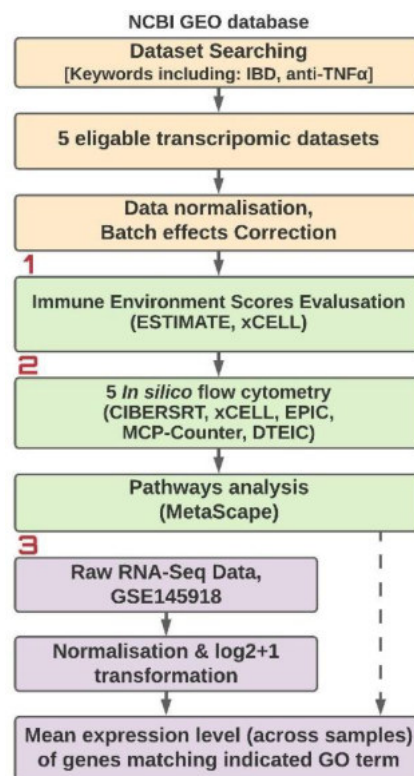 NCBI GEO database
Dataset Searching
[Keywords including: IBD, anti-TNFα]
5 eligable transcripomic datasets
Data normalisation,
Batch effects Correction
1
Immune Environment Scores Evalusation
(ESTIMATE, xCELL)
2
5 In silico flow cytometry
(CIBERSRT, xCELL, EPIC,
MCP-Counter, DTEIC)
Pathways analysis
(MetaScape)
3
Raw RNA-Seq Data,
GSE145918
Normalisation & log2+1
transformation
Mean expression level (across samples)
of genes matching indicated GO term